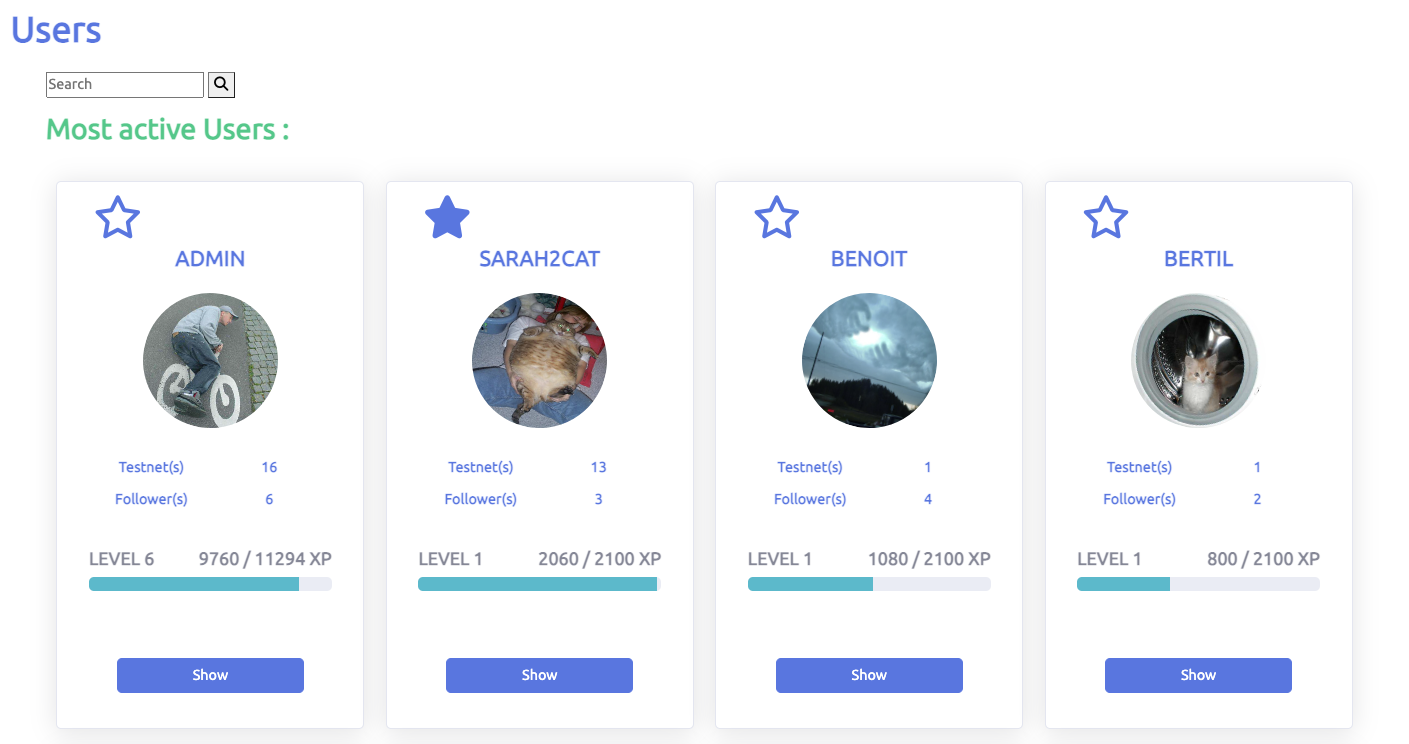 Users
Search
Most active Users :
ADMIN
Testnet(s) 16
Follower(s) 6
LEVEL 6 9760 / 11294 XP
Show
SARAH2CAT
Testnet(s) 13
Follower(s) 3
LEVEL 1 2060 / 2100 XP
Show
BENOIT
Testnet(s) 1
Follower(s) 4
LEVEL 1 1080 / 2100 XP
Show
BERTIL
Testnet(s) 1
Follower(s) 2
LEVEL 1 800 / 2100 XP
Show